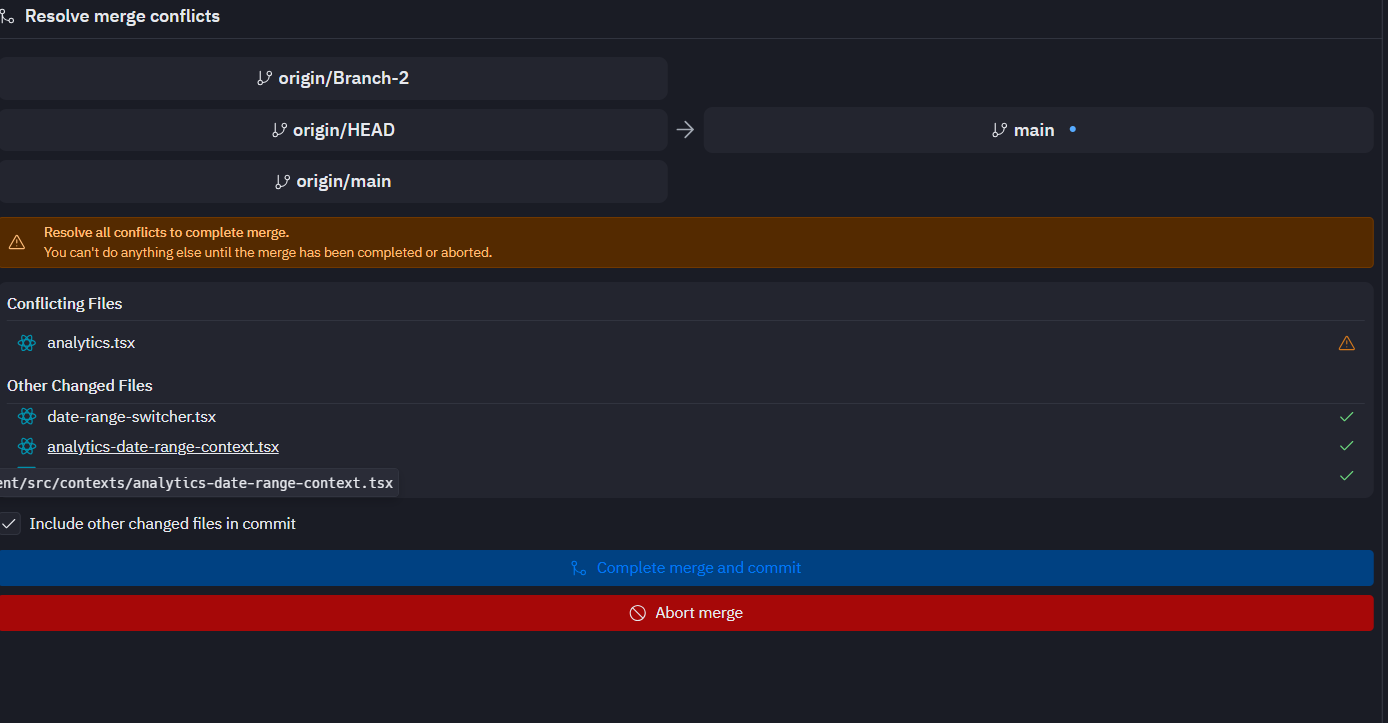 Resolve merge conflicts
origin/Branch-2
origin/HEAD
main
origin/main
Resolve all conflicts to complete merge.
You can't do anything else until the merge has been completed or aborted.
Conflicting Files
analytics.tsx
Other Changed Files
date-range-switcher.tsx
analytics-date-range-context.tsx
ent/src/contexts/analytics-date-range-context.tsx
Include other changed files in commit
Complete merge and commit
Abort merge